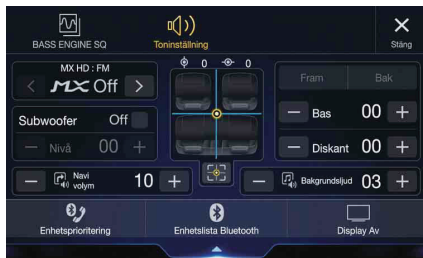 BASS ENGINE SQ
Toninställning
Stäng
MX HD : FM
MX Off
0
0
Fram
Bak
Subwoofer Off
Bas 00
Nivå 00
Diskant 00
Navi
volym 10
Bakgrundsljud 03
Enhetsprioritering
Enhetslista Bluetooth
Display Av